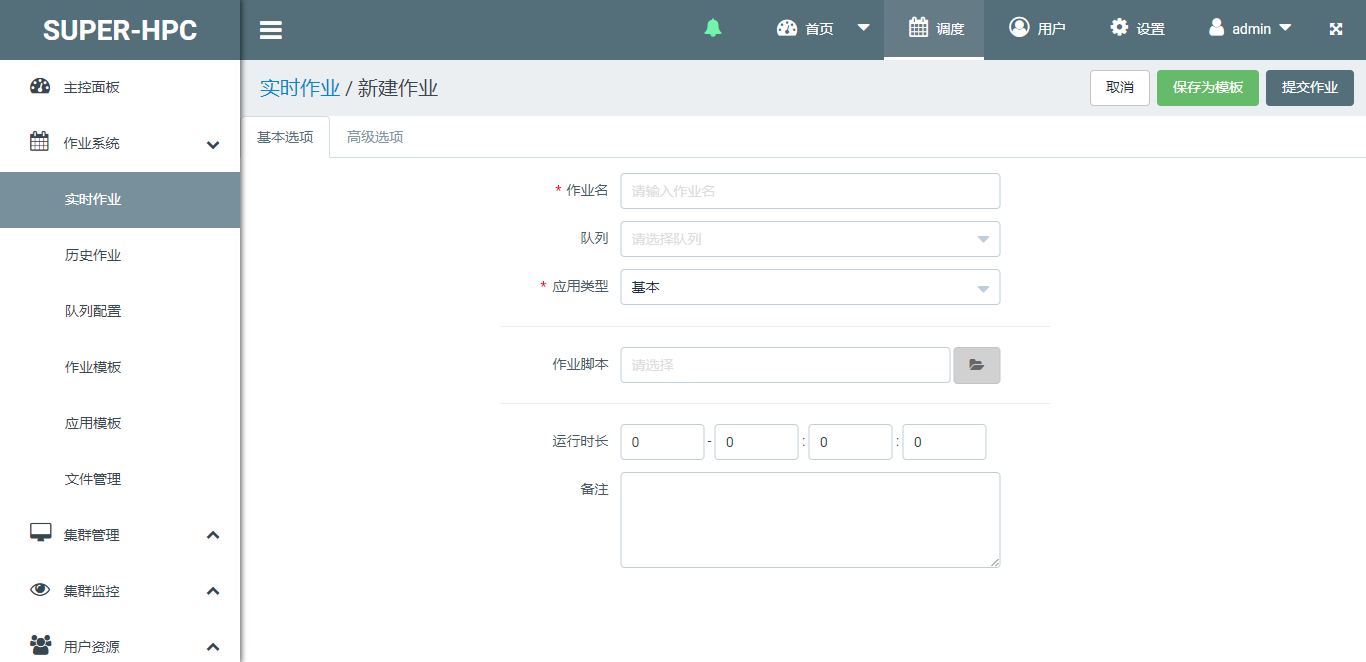 SUPER-HPC
首页
调度
用户
设置
admin
主控面板
作业系统
实时作业
历史作业
队列配置
作业模板
应用模板
文件管理
集群管理
集群监控
用户资源
实时作业 / 新建作业
取消
保存为模板
提交作业
基本选项
高级选项
* 作业名
请输入作业名
队列
请选择队列
* 应用类型
基本
作业脚本
请选择
运行时长
0 - 0 : 0 : 0
备注